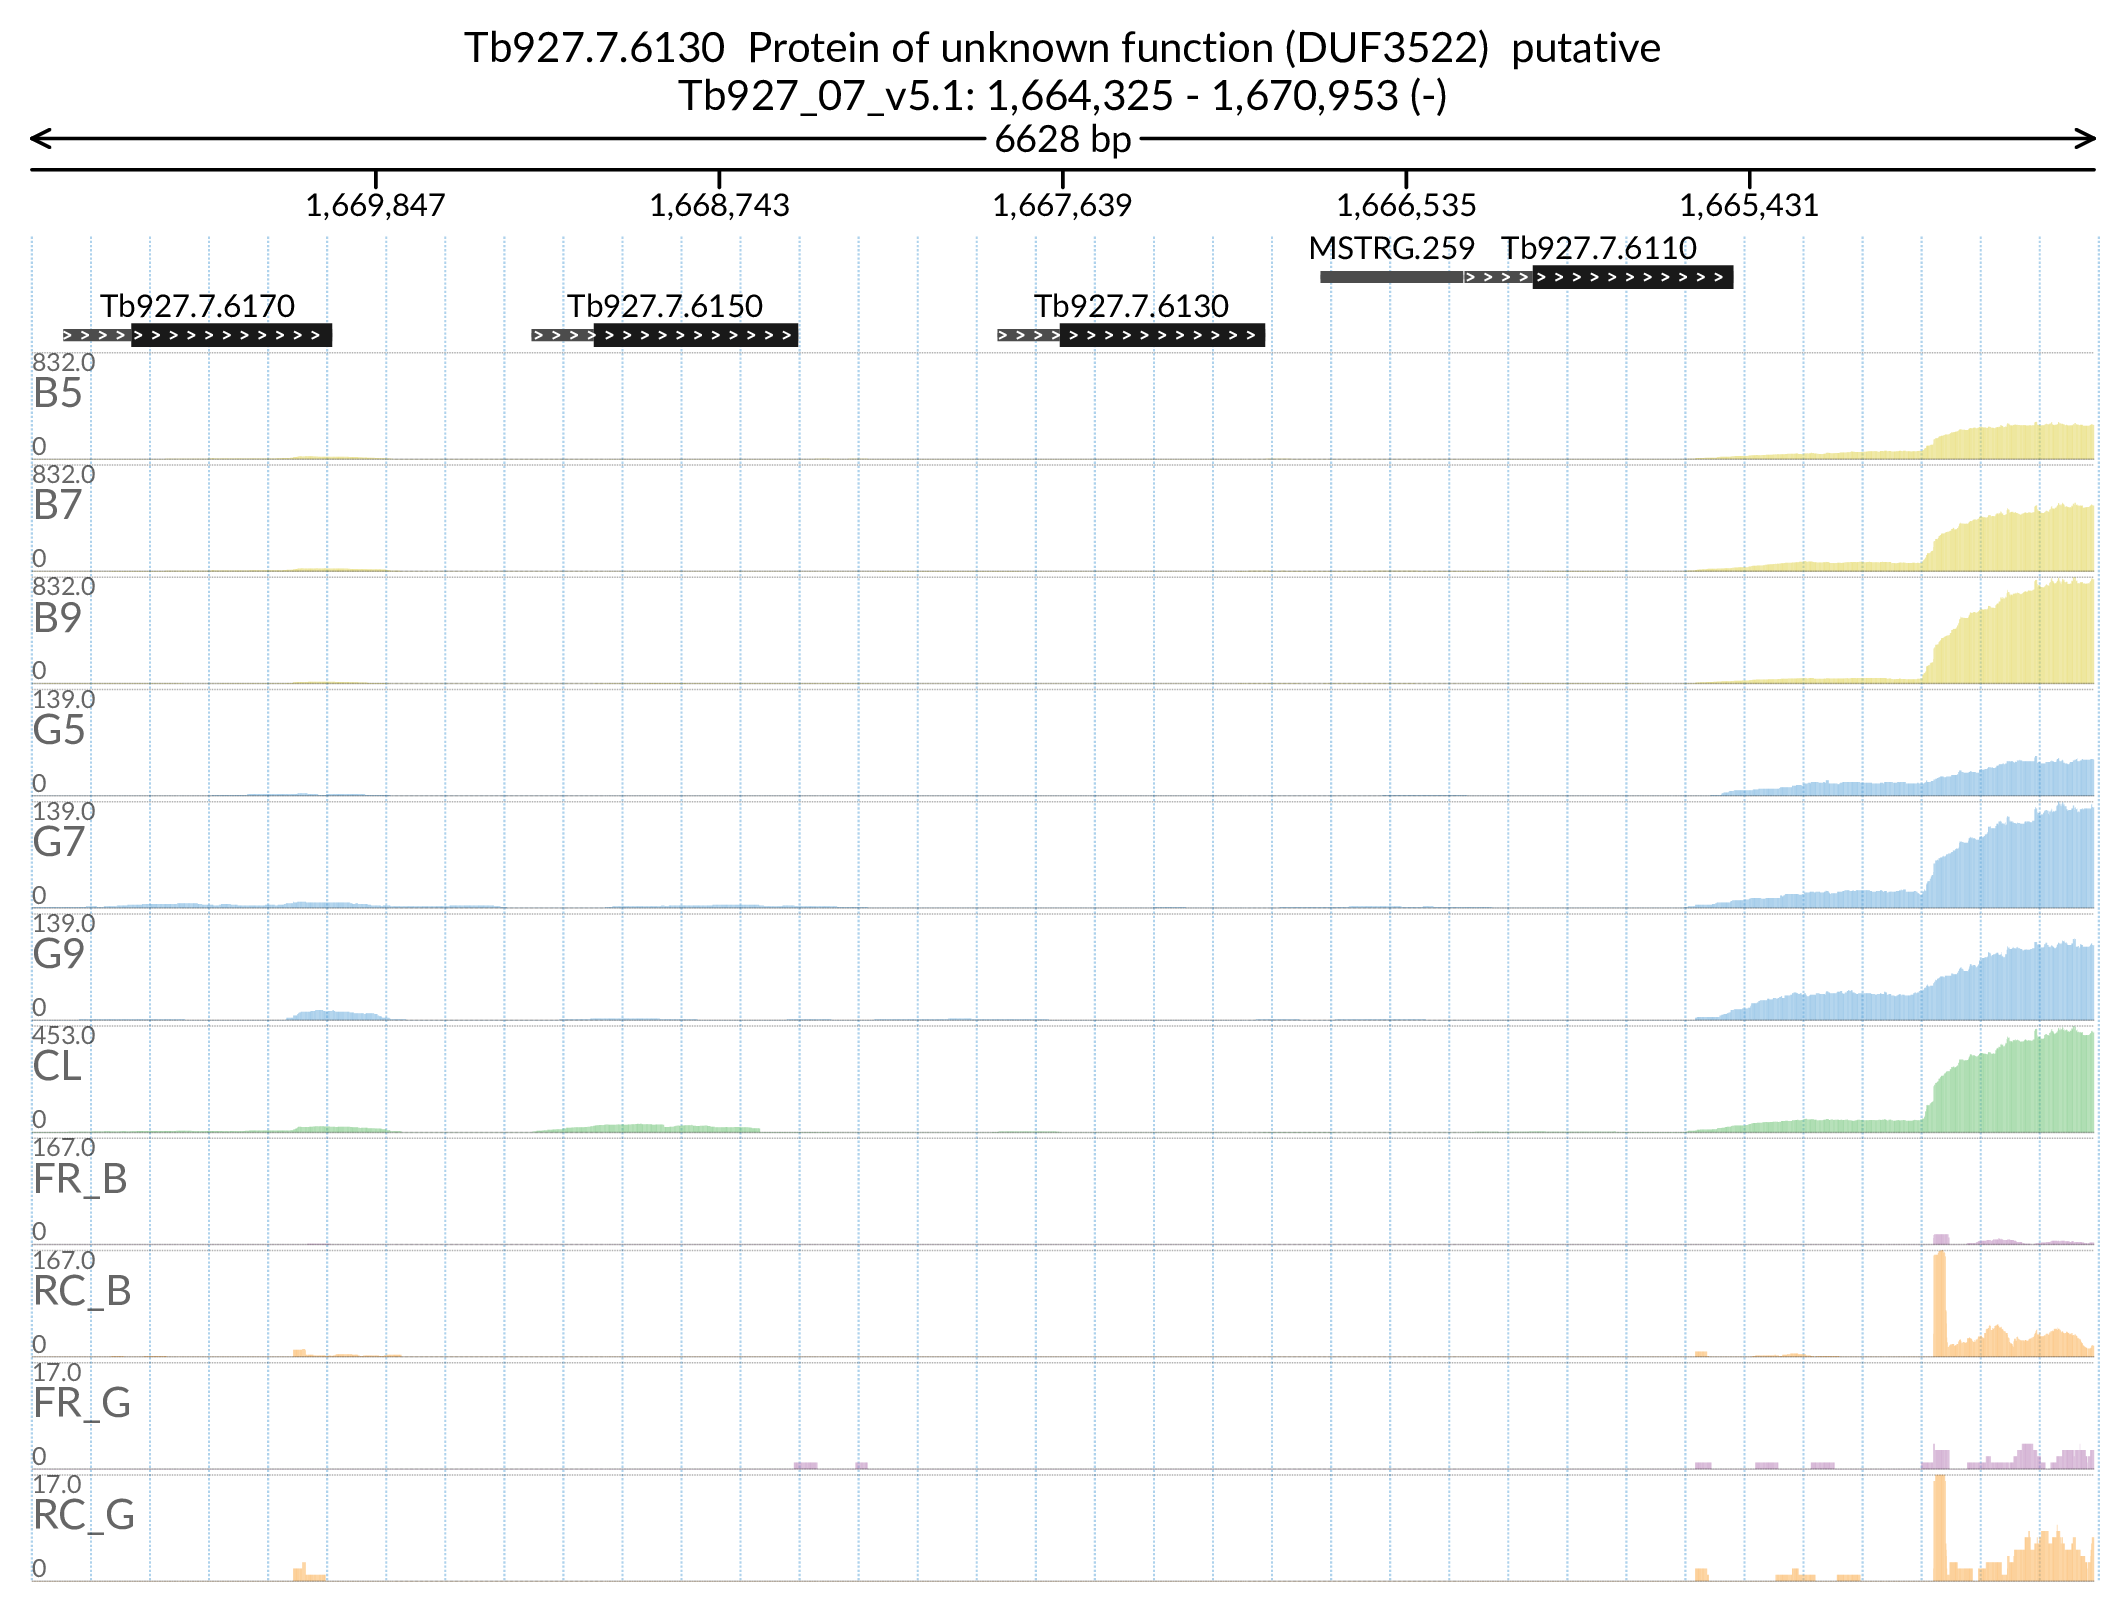 Tb927.7.6130 Protein of unknown function (DUF3522) putative
Tb927_07_v5.1: 1,664,325 - 1,670,953 (-)
6628 bp
1,669,847 1,668,743 1,667,639 1,666,535 1,665,431
MSTRG.259 Tb927.7.6110
Tb927.7.6170 Tb927.7.6150 Tb927.7.6130
832.0
B5
0
832.0
B7
0
832.0
B9
0
139.0
G5
0
139.0
G7
0
139.0
G9
0
453.0
CL
0
167.0
FR_B
0
167.0
RC_B
0
17.0
FR_G
0
17.0
RC_G
0